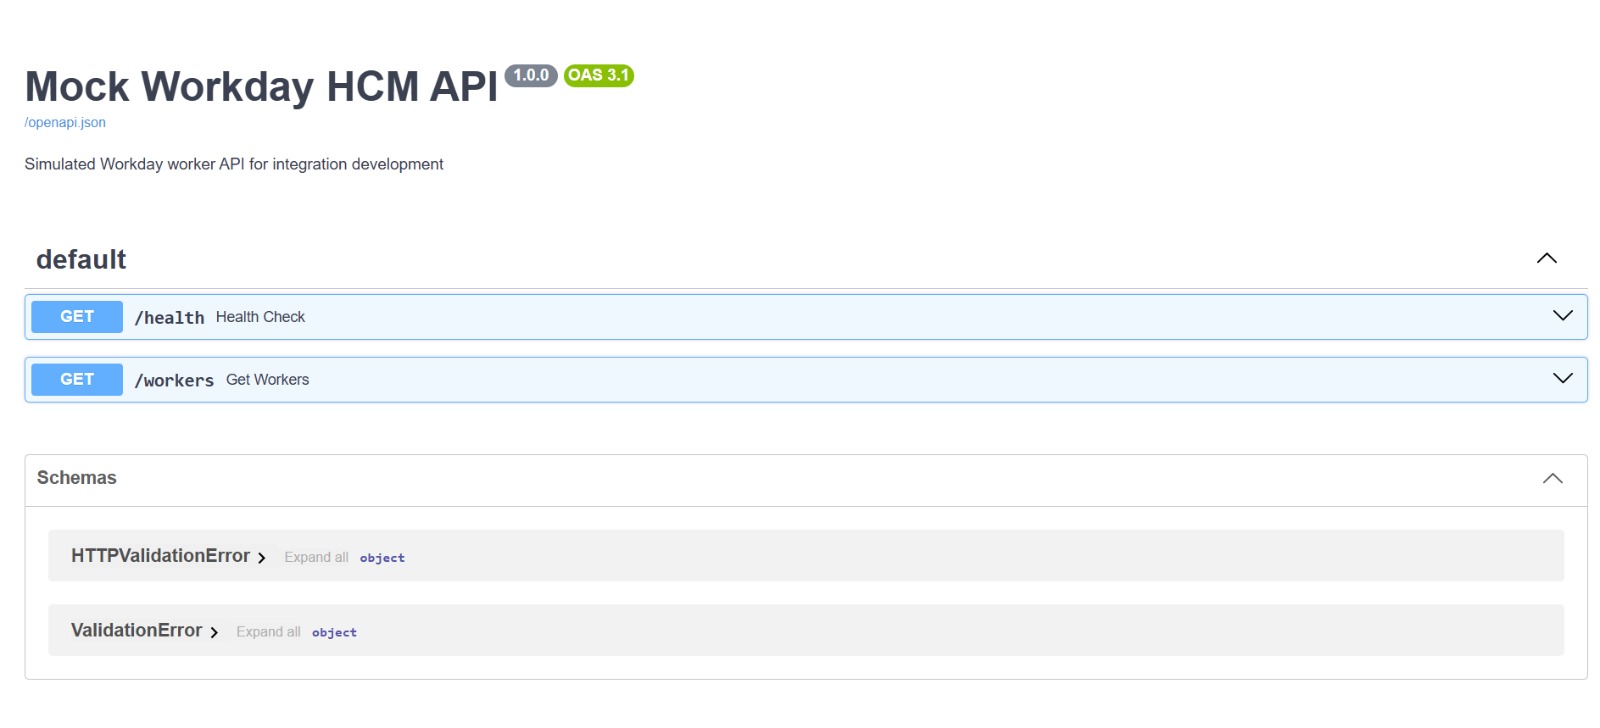 Mock Workday HCM API 1.0.0 OAS 3.1
/openapi.json
Simulated Workday worker API for integration development
default
GET /health Health Check
GET /workers Get Workers
Schemas
HTTPValidationError Expand all object
ValidationError Expand all object